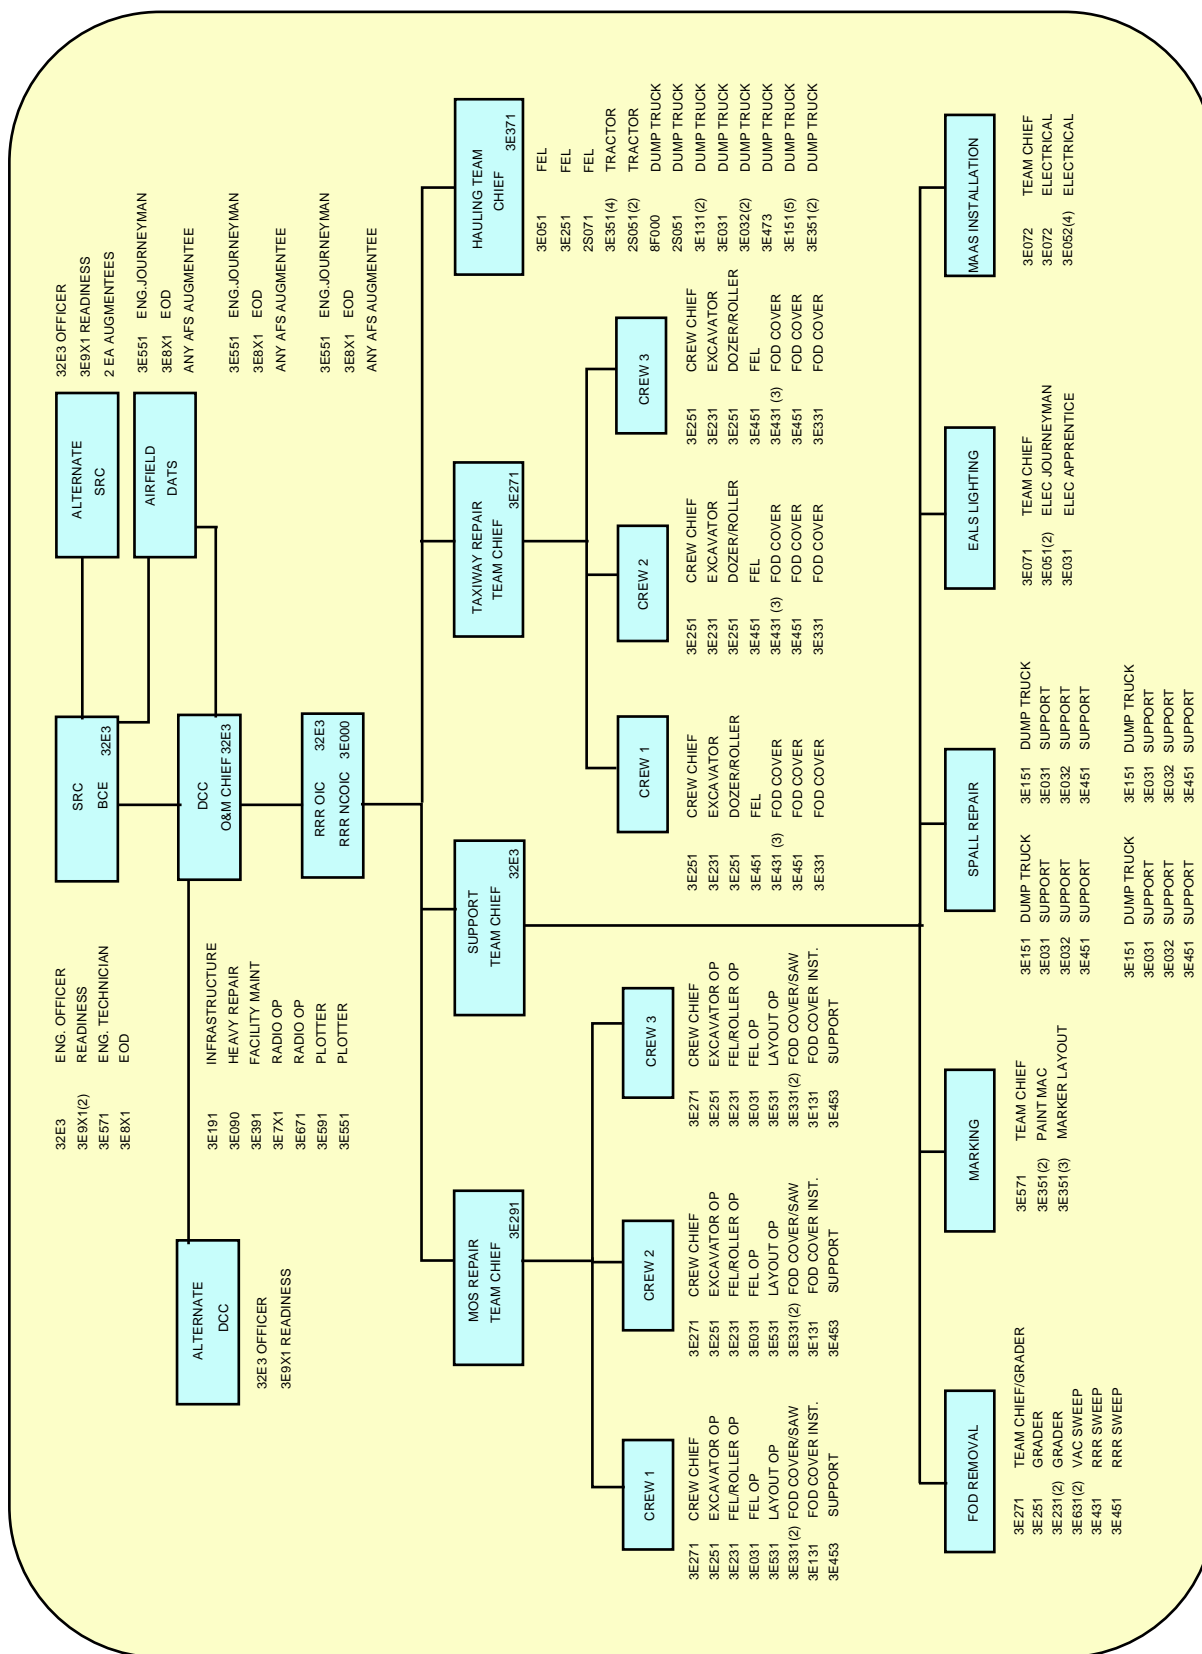 SRC
BCE
32E3
ALTERNATE
SRC
32E3 OFFICER
3E9X1 READINESS
2 EA AUGMENTEES
32E3 ENG. OFFICER
3E9X1(2) READINESS
3E571 ENG. TECHNICIAN
3E8X1 EOD
AIRFIELD
DATS
3E551 ENG.JOURNEYMAN
3E8X1 EOD
ANY AFS AUGMENTEE
3E551 ENG.JOURNEYMAN
3E8X1 EOD
ANY AFS AUGMENTEE
3E551 ENG.JOURNEYMAN
3E8X1 EOD
ANY AFS AUGMENTEE
ALTERNATE
DCC
32E3 OFFICER
3E9X1 READINESS
DCC
O&M CHIEF 32E3
3E191 INFRASTRUCTURE
3E090 HEAVY REPAIR
3E391 FACILITY MAINT
3E7X1 RADIO OP
3E671 RADIO OP
3E591 PLOTTER
3E551 PLOTTER
RRR OIC 32E3
RRR NCOIC 3E000
MOS REPAIR
TEAM CHIEF
3E291
SUPPORT
TEAM CHIEF
32E3
TAXIWAY REPAIR
TEAM CHIEF
3E271
HAULING TEAM
CHIEF
3E371
3E051 FEL
3E251 FEL
2S071 FEL
3E351(4) TRACTOR
2S051(2) TRACTOR
8F000 DUMP TRUCK
2S051 DUMP TRUCK
3E131(2) DUMP TRUCK
3E031 DUMP TRUCK
3E032(2) DUMP TRUCK
3E473 DUMP TRUCK
3E151(5) DUMP TRUCK
3E351(2) DUMP TRUCK
CREW 1
3E271 CREW CHIEF
3E251 EXCAVATOR OP
3E231 FEL/ROLLER OP
3E031 FEL OP
3E531 LAYOUT OP
3E331(2) FOD COVER/SAW
3E131 FOD COVER INST.
3E453 SUPPORT
CREW 2
3E271 CREW CHIEF
3E251 EXCAVATOR OP
3E231 FEL/ROLLER OP
3E031 FEL OP
3E531 LAYOUT OP
3E331(2) FOD COVER/SAW
3E131 FOD COVER INST.
3E453 SUPPORT
CREW 3
3E271 CREW CHIEF
3E251 EXCAVATOR OP
3E231 FEL/ROLLER OP
3E031 FEL OP
3E531 LAYOUT OP
3E331(2) FOD COVER/SAW
3E131 FOD COVER INST.
3E453 SUPPORT
CREW 1
3E251 CREW CHIEF
3E231 EXCAVATOR
3E251 DOZER/ROLLER
3E451 FEL
3E431 (3) FOD COVER
3E451 FOD COVER
3E331 FOD COVER
CREW 2
3E251 CREW CHIEF
3E231 EXCAVATOR
3E251 DOZER/ROLLER
3E451 FEL
3E431 (3) FOD COVER
3E451 FOD COVER
3E331 FOD COVER
CREW 3
3E251 CREW CHIEF
3E231 EXCAVATOR
3E251 DOZER/ROLLER
3E451 FEL
3E431 (3) FOD COVER
3E451 FOD COVER
3E331 FOD COVER
FOD REMOVAL
3E271 TEAM CHIEF/GRADER
3E251 GRADER
3E231(2) GRADER
3E631(2) VAC SWEEP
3E431 RRR SWEEP
3E451 RRR SWEEP
MARKING
3E571 TEAM CHIEF
3E351(2) PAINT MAC
3E351(3) MARKER LAYOUT
SPALL REPAIR
3E151 DUMP TRUCK
3E031 SUPPORT
3E032 SUPPORT
3E451 SUPPORT
3E151 DUMP TRUCK
3E031 SUPPORT
3E032 SUPPORT
3E451 SUPPORT
3E151 DUMP TRUCK
3E031 SUPPORT
3E032 SUPPORT
3E451 SUPPORT
3E151 DUMP TRUCK
3E031 SUPPORT
3E032 SUPPORT
3E451 SUPPORT
EALS LIGHTING
3E071 TEAM CHIEF
3E051(2) ELEC JOURNEYMAN
3E031 ELEC APPRENTICE
MAAS INSTALLATION
3E072 TEAM CHIEF
3E072 ELECTRICAL
3E052(4) ELECTRICAL